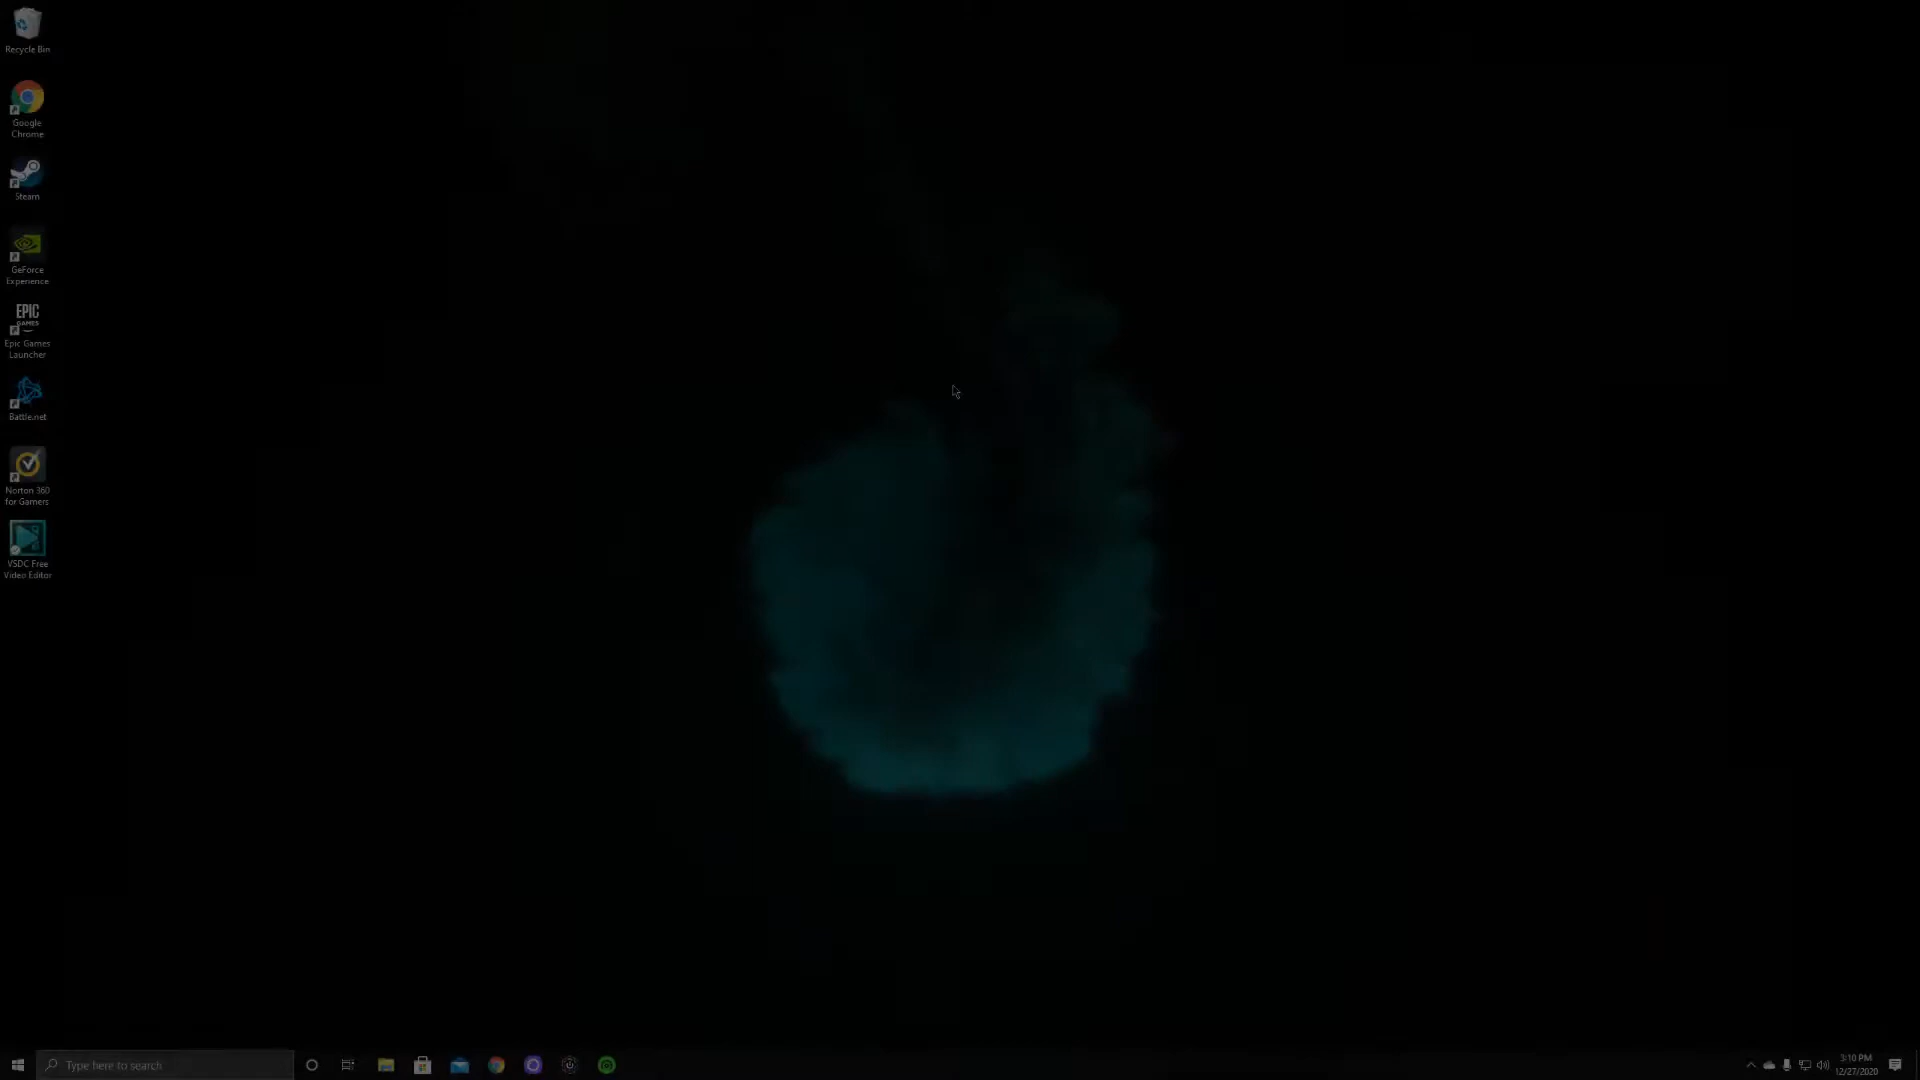 Recycle Bin
Google
Chrome
Steam
GeForce
Experience
EPIC
GAMES
Epic Games
Launcher
Battle.net
Norton 360
for Gamers
VSDC Free
Video Editor
Type here to search
3:10 PM
12/27/2020